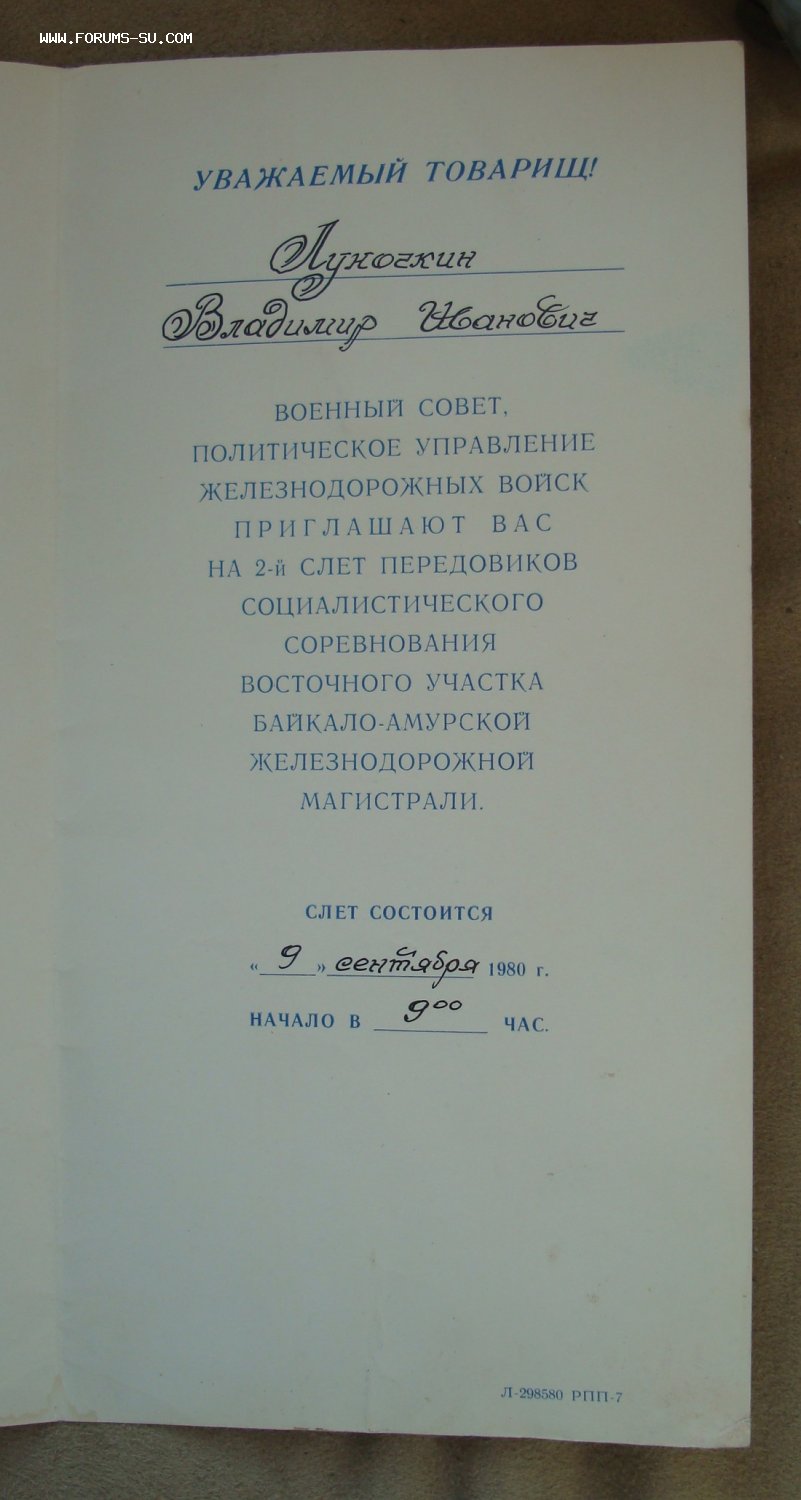 WWW.FORUMS-SU.COM
УВАЖАЕМЫЙ ТОВАРИЩ!
Луночкин
Владимир Иванович
ВОЕННЫЙ СОВЕТ,
ПОЛИТИЧЕСКОЕ УПРАВЛЕНИЕ
ЖЕЛЕЗНОДОРОЖНЫХ ВОЙСК
ПРИГЛАШАЮТ ВАС
НА 2-й СЛЕТ ПЕРЕДОВИКОВ
СОЦИАЛИСТИЧЕСКОГО
СОРЕВНОВАНИЯ
ВОСТОЧНОГО УЧАСТКА
БАЙКАЛО-АМУРСКОЙ
ЖЕЛЕЗНОДОРОЖНОЙ
МАГИСТРАЛИ.
СЛЕТ СОСТОИТСЯ
«9» сентября 1980 г.
НАЧАЛО В 9⁰⁰ ЧАС.
Л-298580 РПП-7